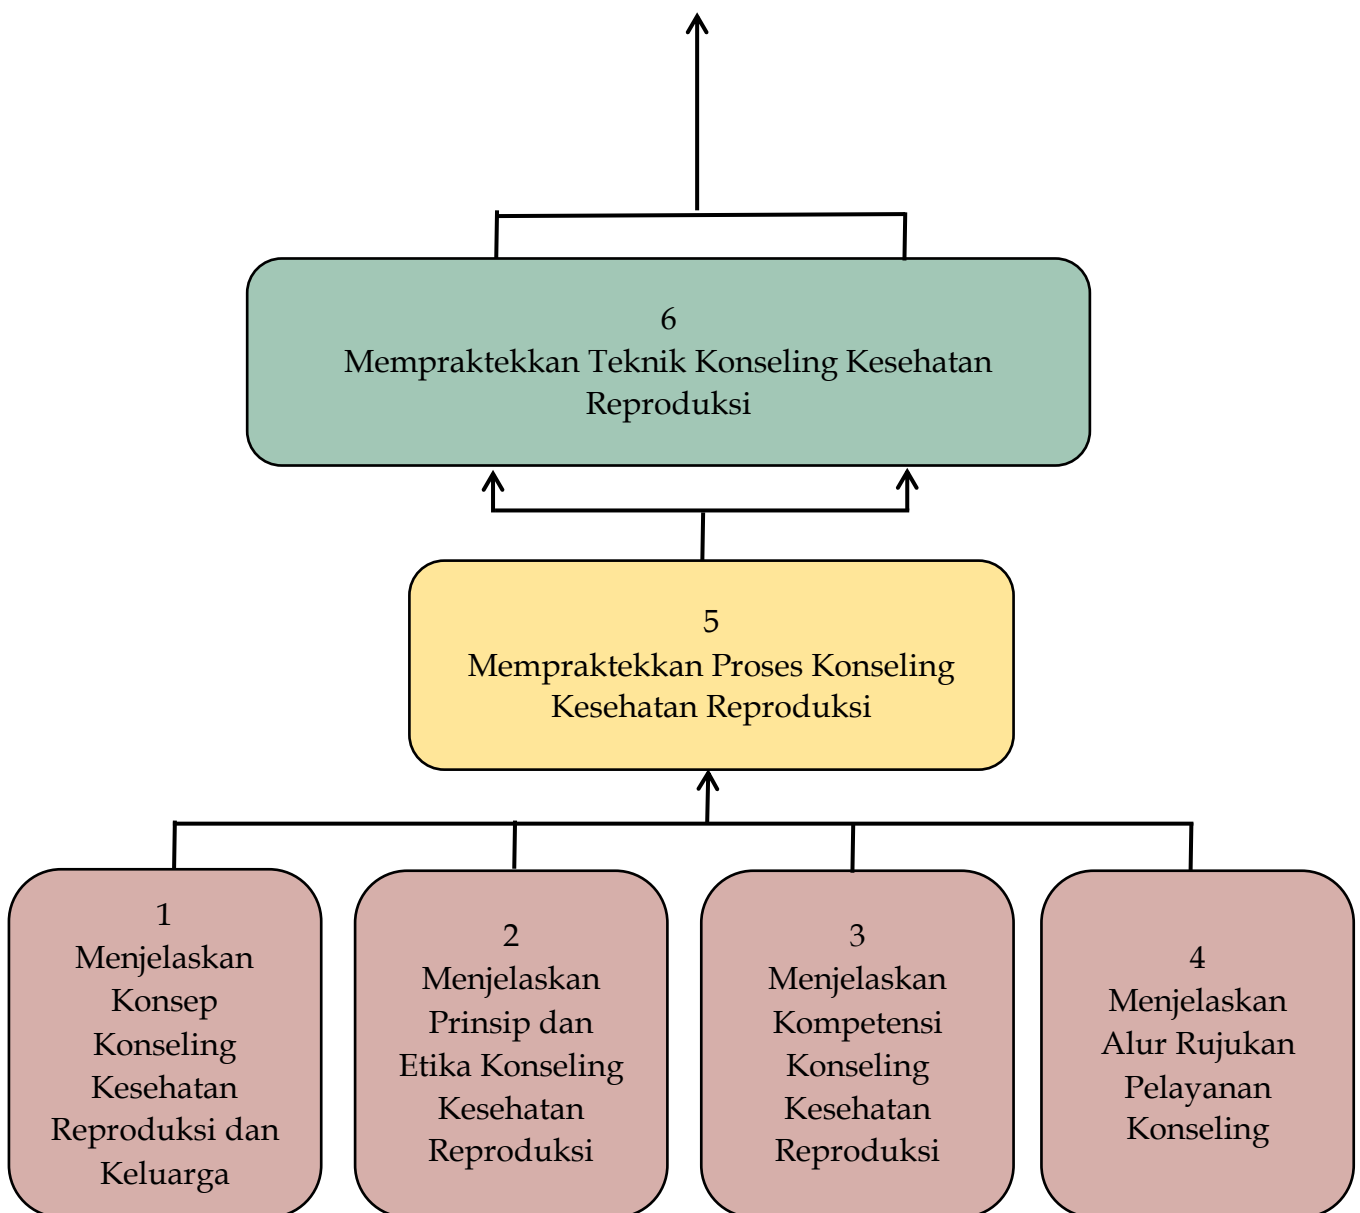 6
Mempraktekkan Teknik Konseling Kesehatan
Reproduksi
5
Mempraktekkan Proses Konseling
Kesehatan Reproduksi
1
Menjelaskan
Konsep
Konseling
Kesehatan
Reproduksi dan
Keluarga
2
Menjelaskan
Prinsip dan
Etika Konseling
Kesehatan
Reproduksi
3
Menjelaskan
Kompetensi
Konseling
Kesehatan
Reproduksi
4
Menjelaskan
Alur Rujukan
Pelayanan
Konseling